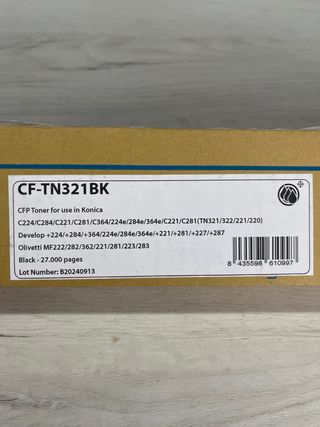 CF-TN321BK
CFP Toner for use in Konica
C224/C284/C221/C281/C364/224e/284e/364e/C221/C281(TN321/322/221/220)
Develop +224/+284/+364/224e/284e/364e/+221/+281/+227/+287
Olivetti MF222/282/362/221/281/223/283
Black - 27.000 pages
Lot Number: B20240913
8 435598 610997